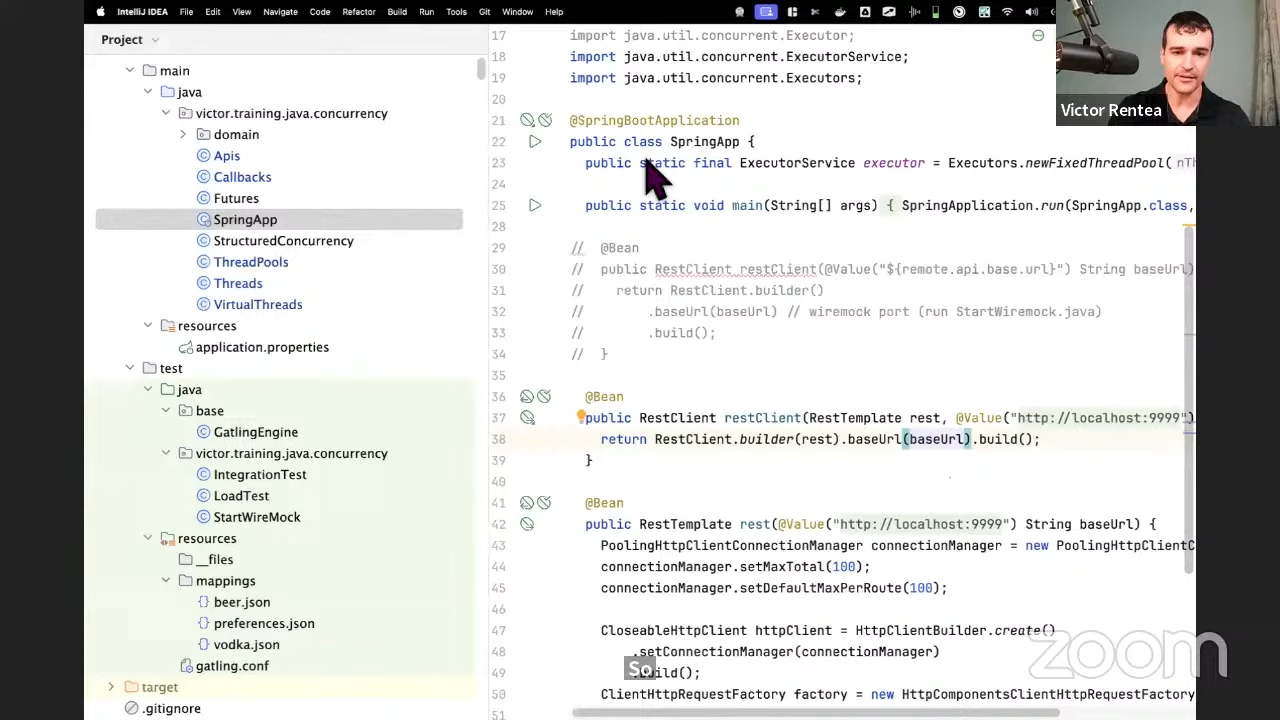 IntelliJ IDEA File Edit View Navigate Code Refactor Build Run Tools Git Window Help
Project
main
java
victor.training.java.concurrency
domain
Apis
Callbacks
Futures
SpringApp
StructuredConcurrency
ThreadPools
Threads
VirtualThreads
resources
application.properties
test
java
base
GatlingEngine
victor.training.java.concurrency
IntegrationTest
LoadTest
StartWireMock
resources
__files
mappings
beer.json
preferences.json
vodka.json
gatling.conf
target
.gitignore
17 import java.util.concurrent.Executor;
18 import java.util.concurrent.ExecutorService;
19 import java.util.concurrent.Executors;
20
21 @SpringBootApplication
22 public class SpringApp {
23 public static final ExecutorService executor = Executors.newFixedThreadPool( nTh
24
25 public static void main(String[] args) { SpringApplication.run(SpringApp.class,
28
29 // @Bean
30 // public RestClient restClient(@Value("${remote.api.base.url}") String baseUrl)
31 // return RestClient.builder()
32 // .baseUrl(baseUrl) // wiremock port (run StartWiremock.java)
33 // .build();
34 // }
35
36 @Bean
37 public RestClient restClient(RestTemplate rest, @Value("http://localhost:9999")
38 return RestClient.builder(rest).baseUrl(baseUrl).build();
39 }
40
41 @Bean
42 public RestTemplate rest(@Value("http://localhost:9999") String baseUrl) {
43 PoolingHttpClientConnectionManager connectionManager = new PoolingHttpClientC
44 connectionManager.setMaxTotal(100);
45 connectionManager.setDefaultMaxPerRoute(100);
46
47 CloseableHttpClient httpClient = HttpClientBuilder.create()
48 .setConnectionManager(connectionManager)
49 .build();
50 ClientHttpRequestFactory factory = new HttpComponentsClientHttpRequestFactory
51
So
Victor Rentea
zoom